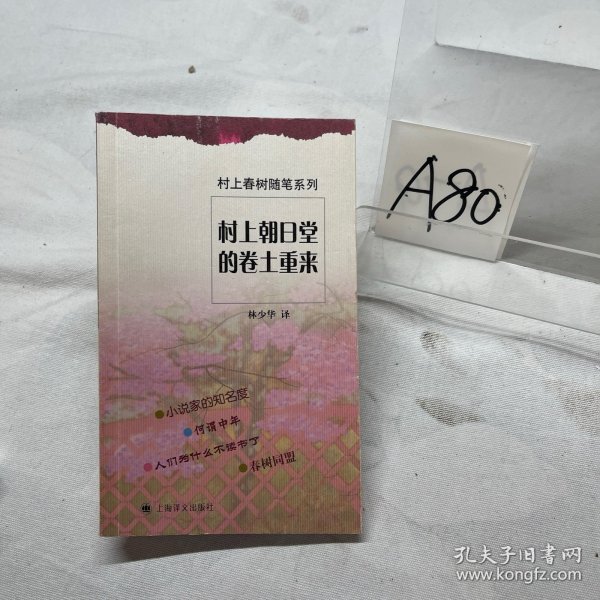 村上春树随笔系列
村上朝日堂
的卷土重来
林少华 译
小说家的知名度
何谓中年
人们为什么不读书了
春树同盟
上海译文出版社
A80
孔夫子旧书网
www.kongfz.com